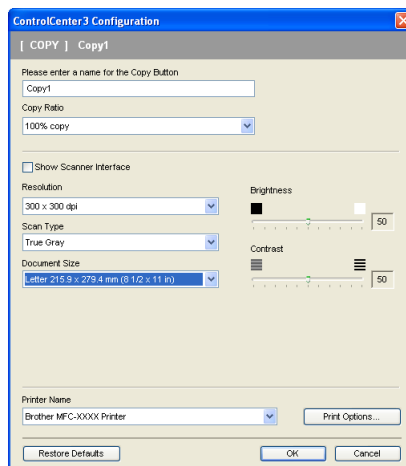 ControlCenter3 Configuration
[ COPY ] Copy1
Please enter a name for the Copy Button
Copy1
Copy Ratio
100% copy
Show Scanner Interface
Resolution
300 x 300 dpi
Scan Type
True Gray
Document Size
Letter 215.9 x 279.4 mm (8 1/2 x 11 in)
Brightness
50
Contrast
50
Printer Name
Brother MFC-XXXX Printer
Print Options...
Restore Defaults
OK
Cancel